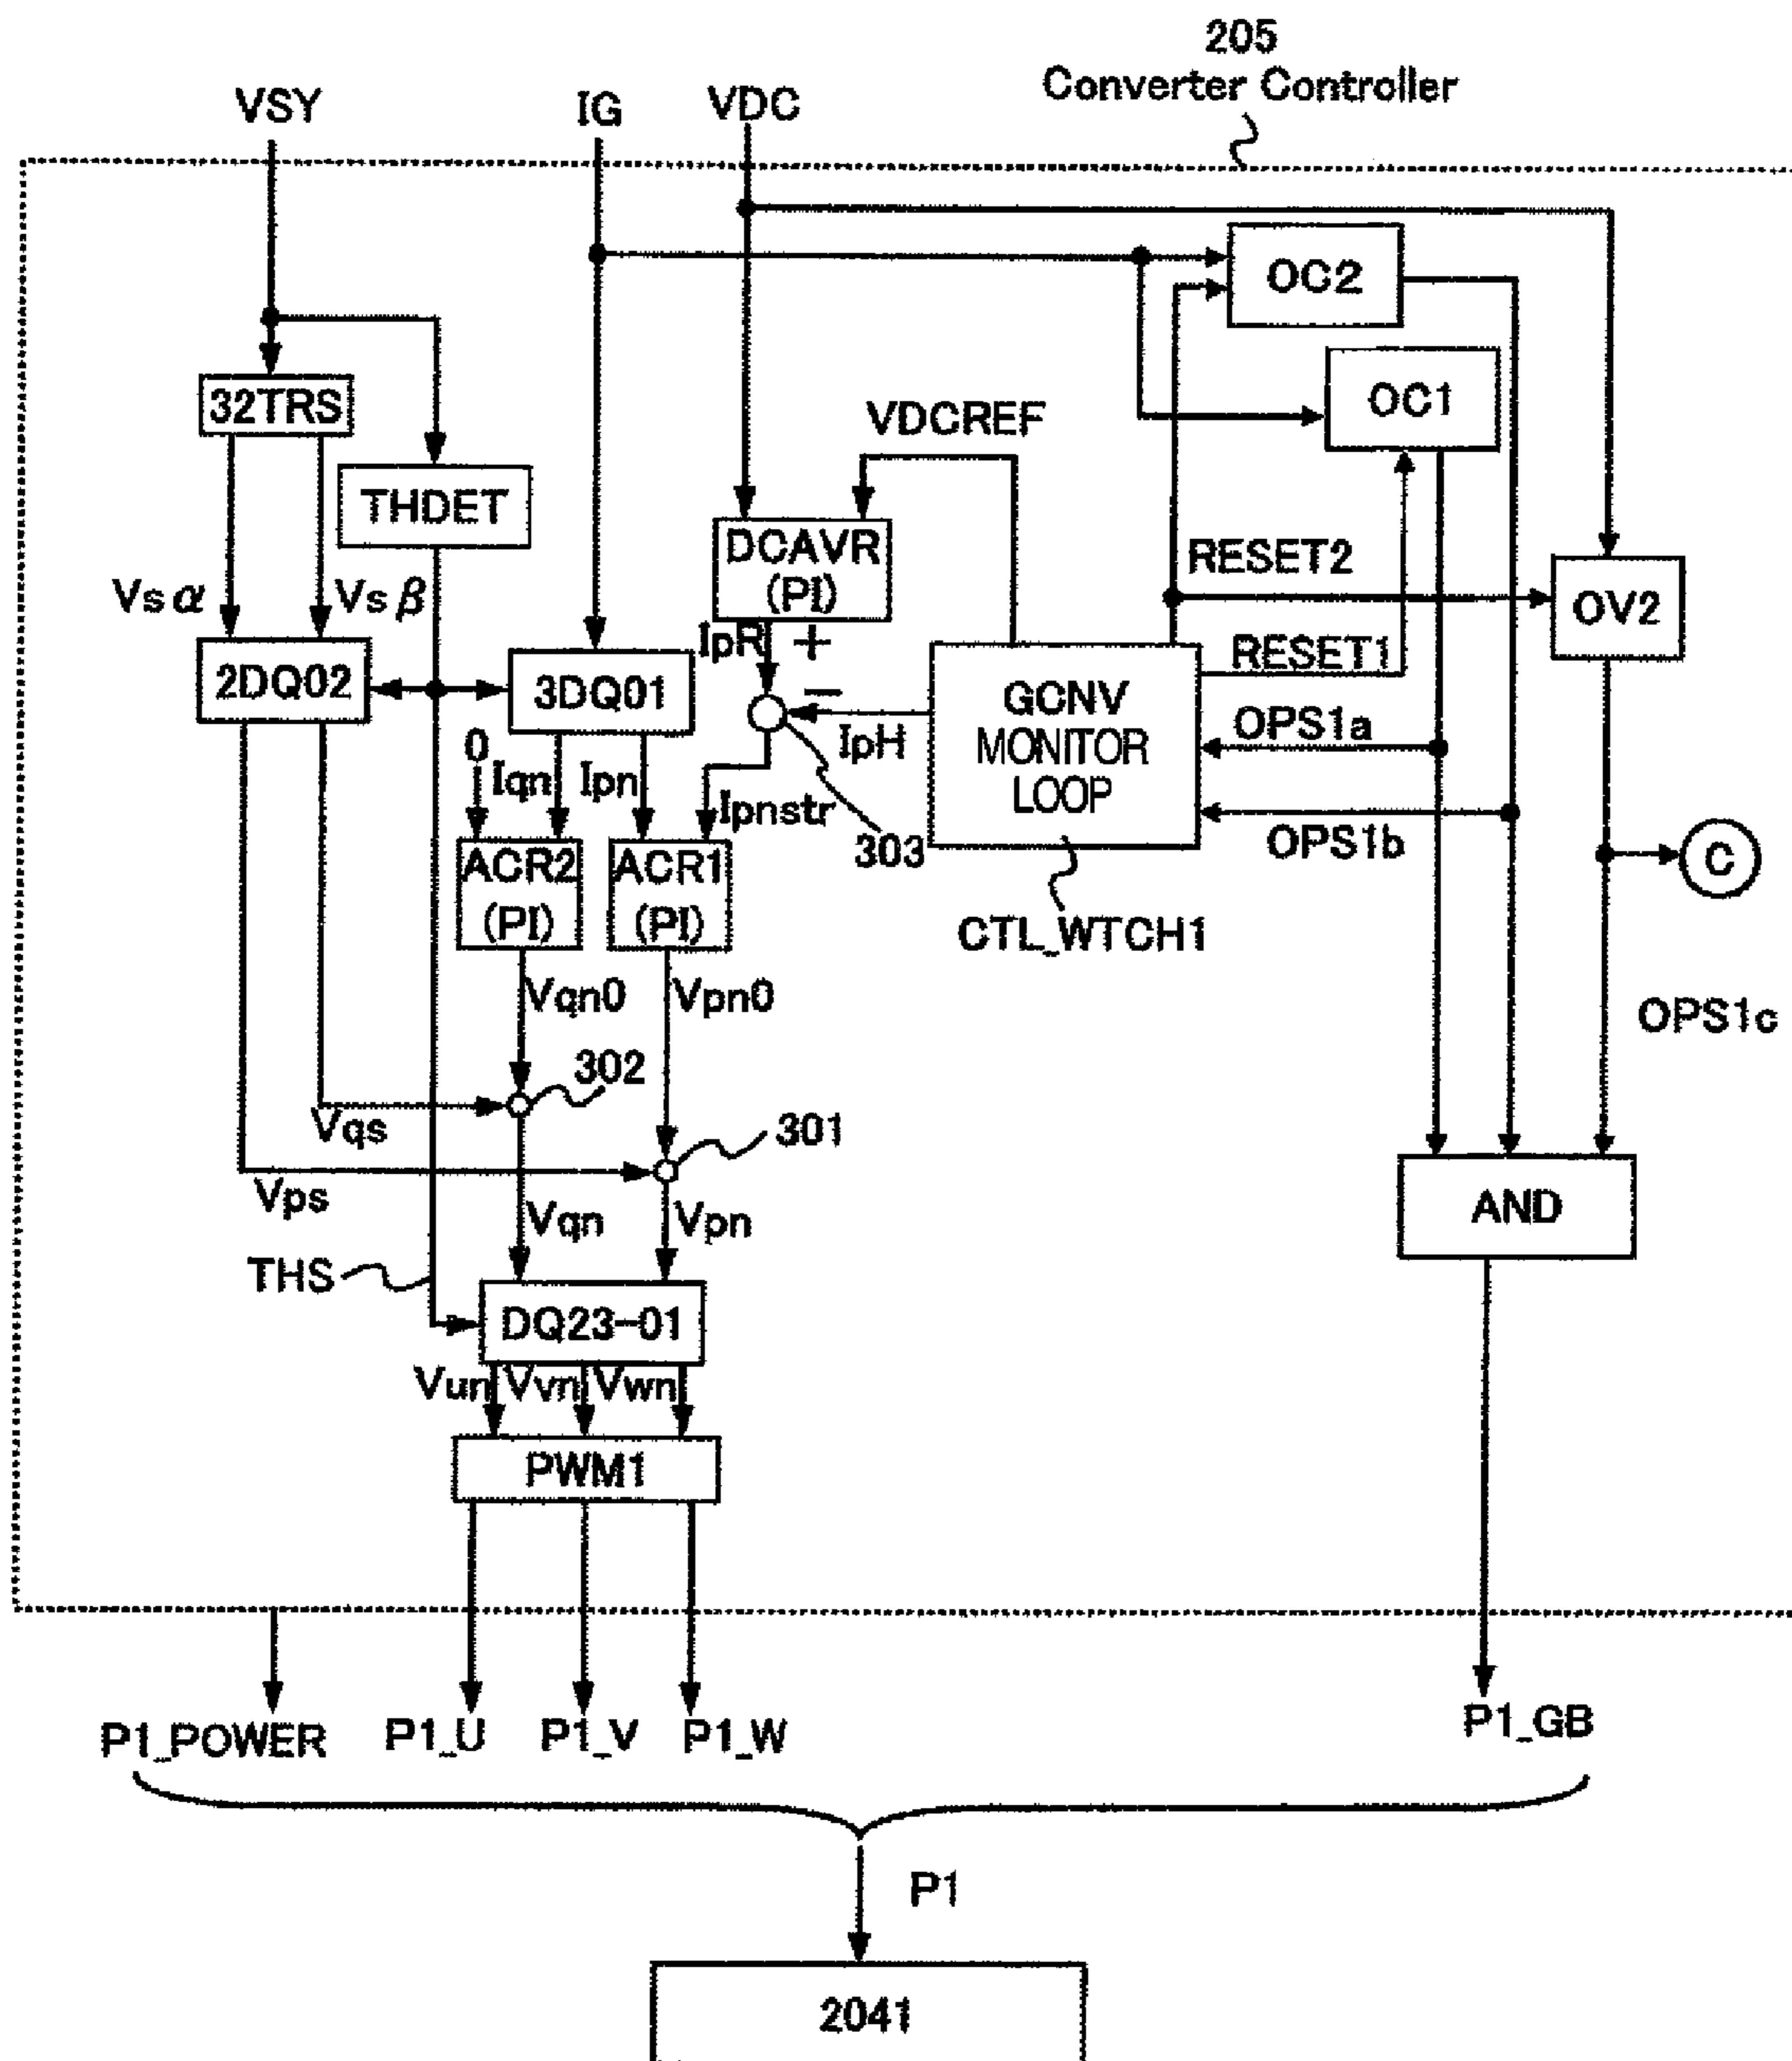 205
Converter Controller
VSY
IG
VDC
OC2
32TRS
OC1
VDCREF
THDET
DCAVR
(PI)
RESET2
OV2
Vsα
Vsβ
IpR
+
RESET1
2DQ02
3DQ01
−
GCNV
MONITOR
LOOP
OPS1a
IpH
0
Iqn
Ipn
Ipnstr
303
OPS1b
C
ACR2
(PI)
ACR1
(PI)
CTL_WTCH1
Vqn0
Vpn0
OPS1c
302
Vqs
301
Vps
Vqn
Vpn
AND
THS
DQ23-01
Vun
Vvn
Vwn
PWM1
P1_POWER
P1_U
P1_V
P1_W
P1_GB
P1
2041